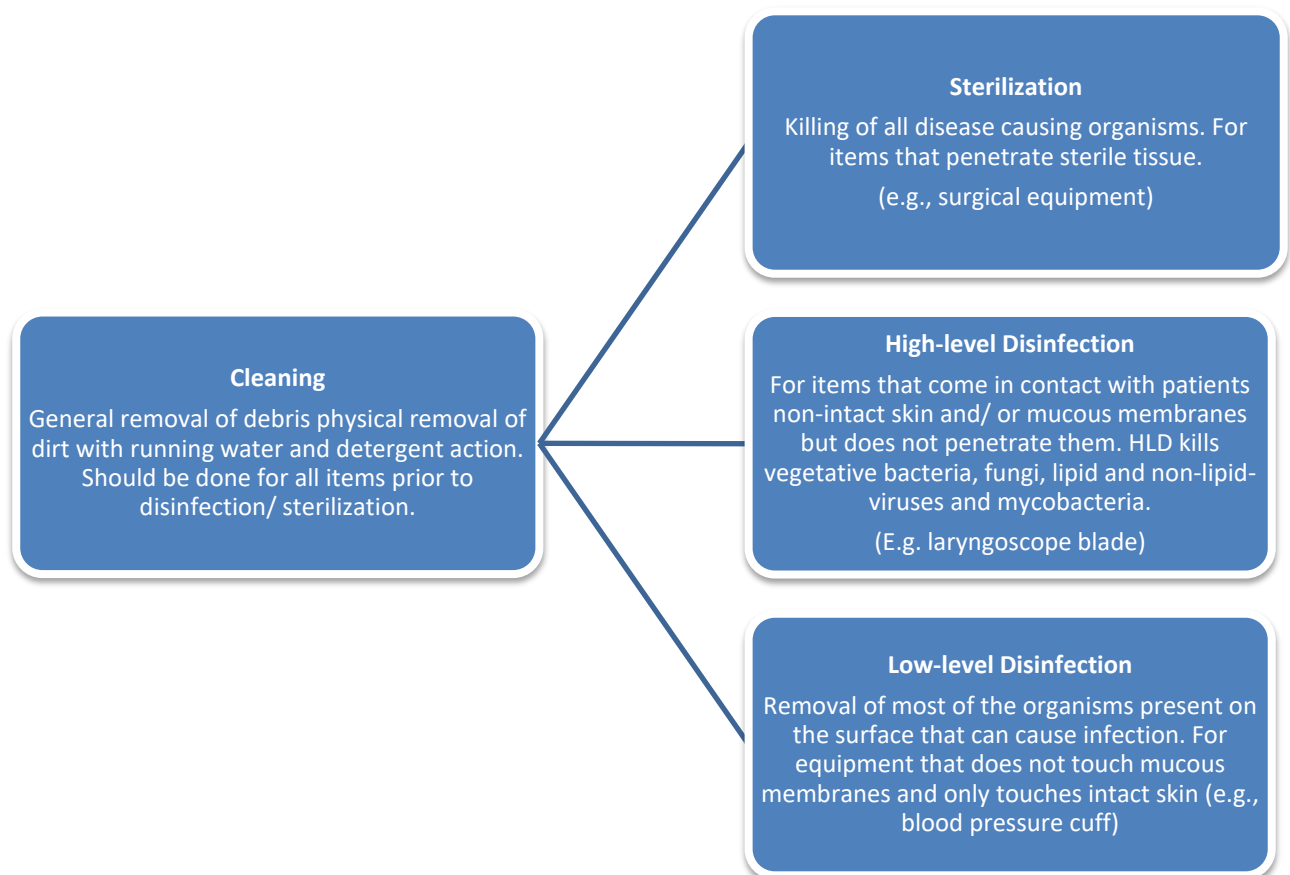 Cleaning
General removal of debris physical removal of
dirt with running water and detergent action.
Should be done for all items prior to
disinfection/ sterilization.
Sterilization
Killing of all disease causing organisms. For
items that penetrate sterile tissue.
(e.g., surgical equipment)
High-level Disinfection
For items that come in contact with patients
non-intact skin and/ or mucous membranes
but does not penetrate them. HLD kills
vegetative bacteria, fungi, lipid and non-lipid-
viruses and mycobacteria.
(E.g. laryngoscope blade)
Low-level Disinfection
Removal of most of the organisms present on
the surface that can cause infection. For
equipment that does not touch mucous
membranes and only touches intact skin (e.g.,
blood pressure cuff)